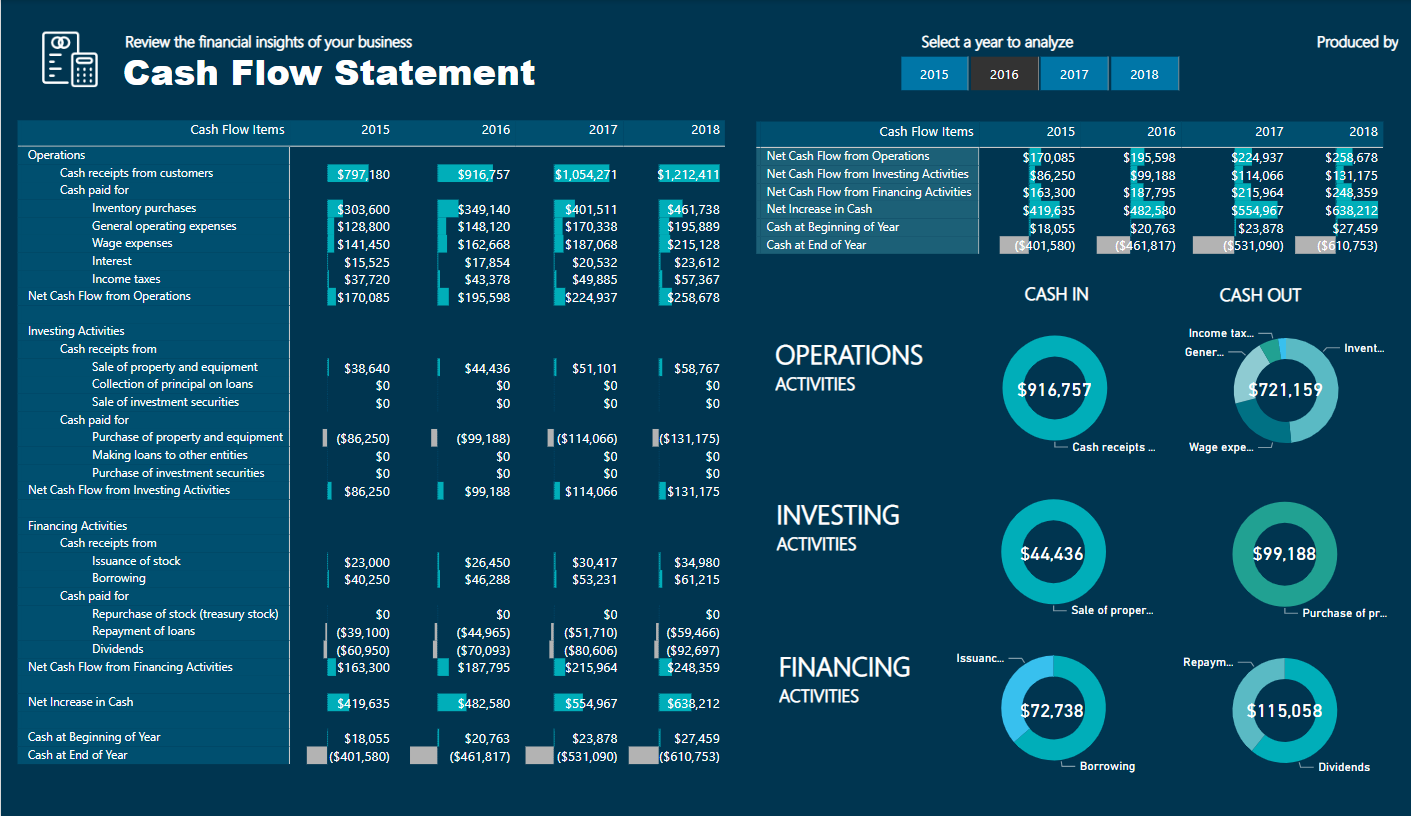 Review the financial insights of your business
Cash Flow Statement
Select a year to analyze
Produced by
2015 2016 2017 2018
Cash Flow Items 2015 2016 2017 2018
Operations
Cash receipts from customers $797,180 $916,757 $1,054,271 $1,212,411
Cash paid for
Inventory purchases $303,600 $349,140 $401,511 $461,738
General operating expenses $128,800 $148,120 $170,338 $195,889
Wage expenses $141,450 $162,668 $187,068 $215,128
Interest $15,525 $17,854 $20,532 $23,612
Income taxes $37,720 $43,378 $49,885 $57,367
Net Cash Flow from Operations $170,085 $195,598 $224,937 $258,678
Investing Activities
Cash receipts from
Sale of property and equipment $38,640 $44,436 $51,101 $58,767
Collection of principal on loans $0 $0 $0 $0
Sale of investment securities $0 $0 $0 $0
Cash paid for
Purchase of property and equipment ($86,250) ($99,188) ($114,066) ($131,175)
Making loans to other entities $0 $0 $0 $0
Purchase of investment securities $0 $0 $0 $0
Net Cash Flow from Investing Activities $86,250 $99,188 $114,066 $131,175
Financing Activities
Cash receipts from
Issuance of stock $23,000 $26,450 $30,417 $34,980
Borrowing $40,250 $46,288 $53,231 $61,215
Cash paid for
Repurchase of stock (treasury stock) $0 $0 $0 $0
Repayment of loans ($39,100) ($44,965) ($51,710) ($59,466)
Dividends ($60,950) ($70,093) ($80,606) ($92,697)
Net Cash Flow from Financing Activities $163,300 $187,795 $215,964 $248,359
Net Increase in Cash $419,635 $482,580 $554,967 $638,212
Cash at Beginning of Year $18,055 $20,763 $23,878 $27,459
Cash at End of Year ($401,580) ($461,817) ($531,090) ($610,753)
Cash Flow Items 2015 2016 2017 2018
Net Cash Flow from Operations $170,085 $195,598 $224,937 $258,678
Net Cash Flow from Investing Activities $86,250 $99,188 $114,066 $131,175
Net Cash Flow from Financing Activities $163,300 $187,795 $215,964 $248,359
Net Increase in Cash $419,635 $482,580 $554,967 $638,212
Cash at Beginning of Year $18,055 $20,763 $23,878 $27,459
Cash at End of Year ($401,580) ($461,817) ($531,090) ($610,753)
CASH IN CASH OUT
OPERATIONS
ACTIVITIES
$916,757
Cash receipts ...
Income tax...
Gener...
Invent...
$721,159
Wage expe...
INVESTING
ACTIVITIES
$44,436
Sale of proper...
$99,188
Purchase of pr...
FINANCING
ACTIVITIES
Issuanc...
$72,738
Borrowing
Repaym...
$115,058
Dividends